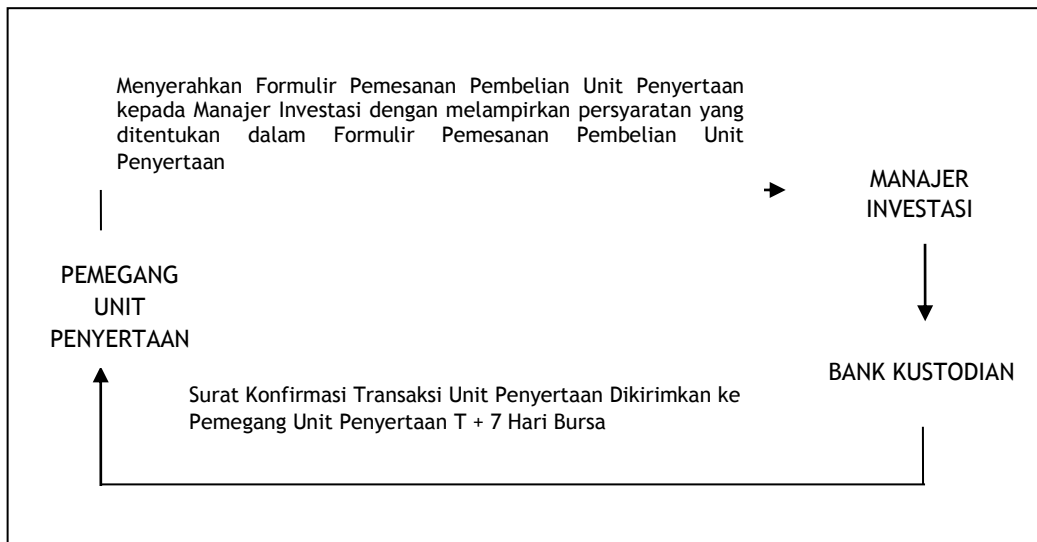 Menyerahkan Formulir Pemesanan Pembelian Unit Penyertaan
kepada Manajer Investasi dengan melampirkan persyaratan yang
ditentukan dalam Formulir Pemesanan Pembelian Unit
Penyertaan
MANAJER
INVESTASI
PEMEGANG
UNIT
PENYERTAAN
BANK KUSTODIAN
Surat Konfirmasi Transaksi Unit Penyertaan Dikirimkan ke
Pemegang Unit Penyertaan T + 7 Hari Bursa